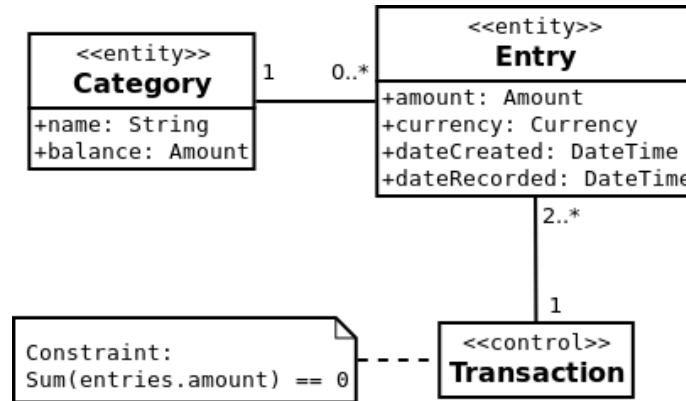 <<entity>>
Category
+name: String
+balance: Amount
1
0..*
<<entity>>
Entry
+amount: Amount
+currency: Currency
+dateCreated: DateTime
+dateRecorded: DateTime
2..*
1
<<control>>
Transaction
Constraint:
Sum(entries.amount) == 0